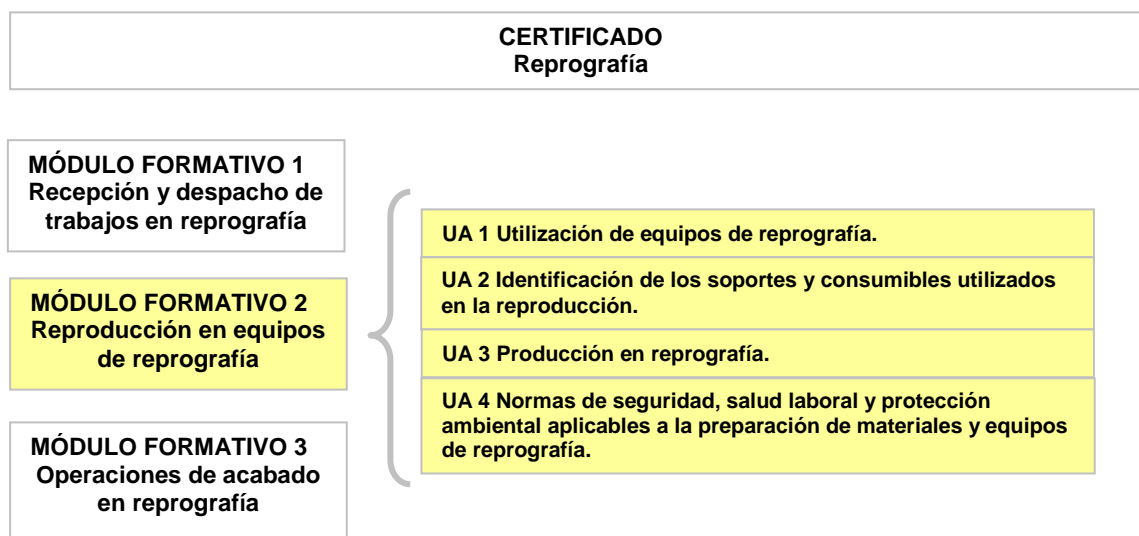 CERTIFICADO
Reprografía
MÓDULO FORMATIVO 1
Recepción y despacho de
trabajos en reprografía
MÓDULO FORMATIVO 2
Reproducción en equipos
de reprografía
MÓDULO FORMATIVO 3
Operaciones de acabado
en reprografía
UA 1 Utilización de equipos de reprografía.
UA 2 Identificación de los soportes y consumibles utilizados
en la reproducción.
UA 3 Producción en reprografía.
UA 4 Normas de seguridad, salud laboral y protección
ambiental aplicables a la preparación de materiales y equipos
de reprografía.